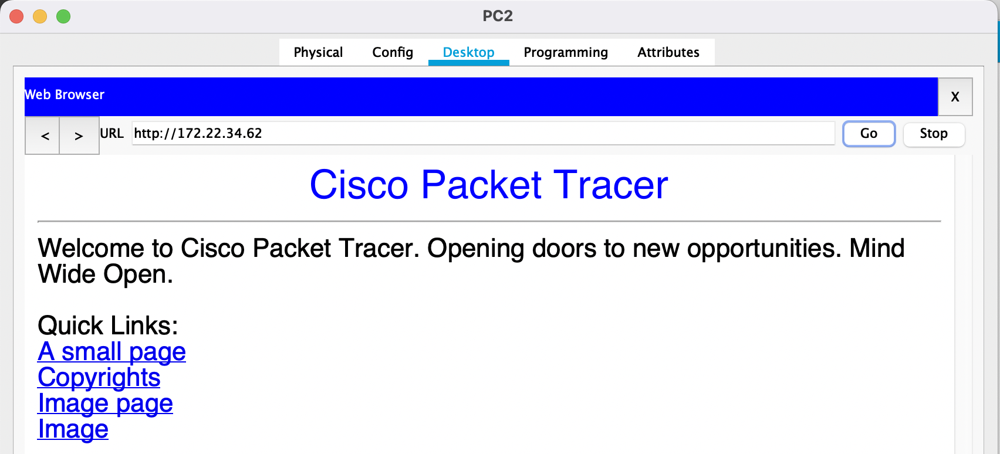 PC2
Physical Config Desktop Programming Attributes
Web Browser X
< > URL http://172.22.34.62 Go Stop
Cisco Packet Tracer
Welcome to Cisco Packet Tracer. Opening doors to new opportunities. Mind
Wide Open.
Quick Links:
A small page
Copyrights
Image page
Image